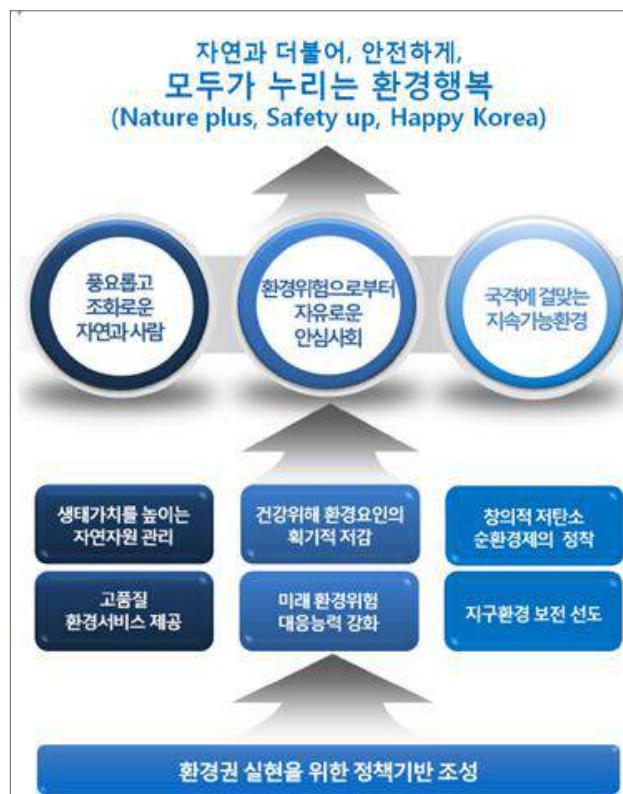 자연과 더불어, 안전하게,
모두가 누리는 환경행복
(Nature plus, Safety up, Happy Korea)
풍요롭고
조화로운
자연과 사람
환경위험으로부터
자유로운
안심사회
국격에 걸맞는
지속가능환경
생태가치를 높이는
자연자원 관리
건강위해 환경요인의
획기적 저감
창의적 저탄소
순환경제의 정착
고품질
환경서비스 제공
미래 환경위험
대응능력 강화
지구환경 보전 선도
환경권 실현을 위한 정책기반 조성